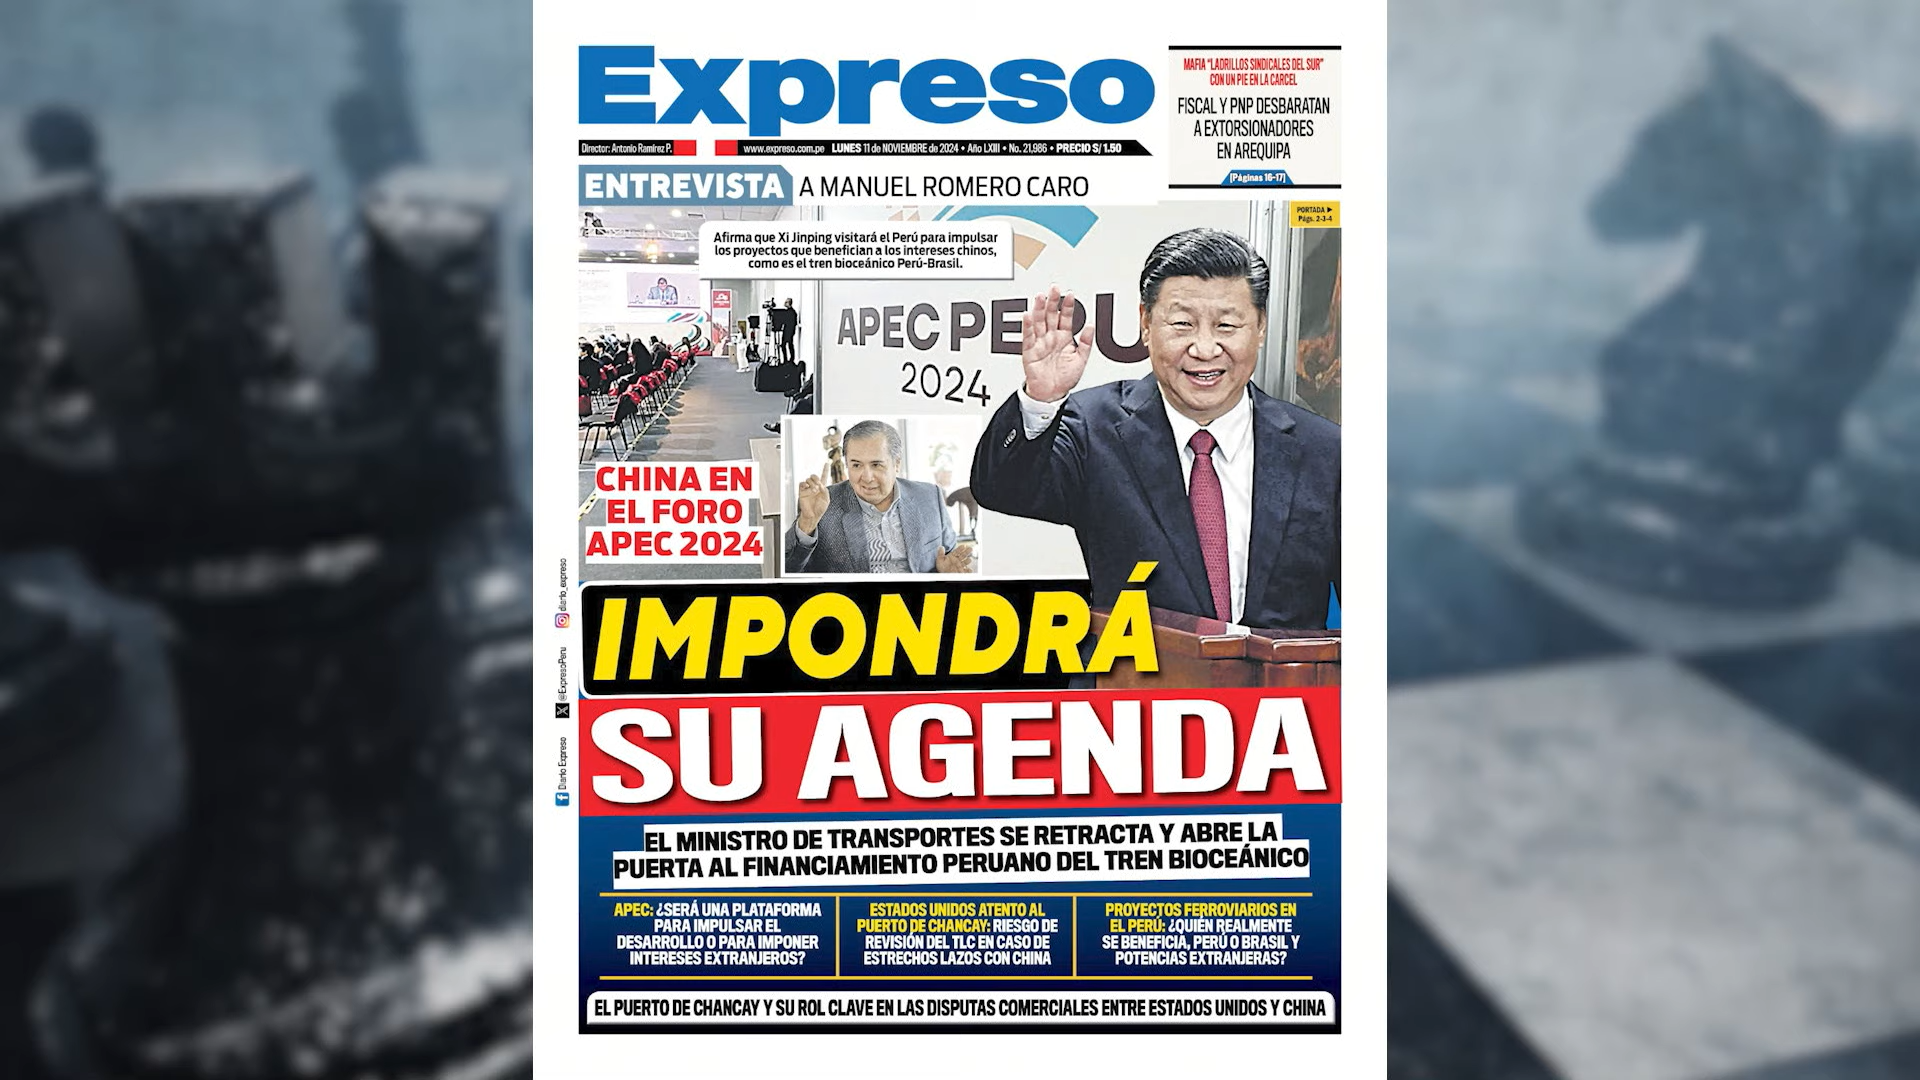 Expreso
Director: Antonio Ramírez P.
www.expreso.com.pe LUNES 11 de NOVIEMBRE de 2024 • Año LXIII • No. 21,986 • PRECIO S/ 1.50
MAFIA "LADRILLOS SINDICALES DEL SUR"
CON UN PIE EN LA CARCEL
FISCAL Y PNP DESBARATAN
A EXTORSIONADORES
EN AREQUIPA
[Páginas 16-17]
ENTREVISTA A MANUEL ROMERO CARO
PORTADA
Págs. 2-3-4
Afirma que Xi Jinping visitará el Perú para impulsar
los proyectos que benefician a los intereses chinos,
como es el tren bioceánico Perú-Brasil.
APEC PERU
2024
CHINA EN
EL FORO
APEC 2024
IMPONDRÁ
SU AGENDA
diario_expreso
@ExpresoPeru
Diario Expreso
EL MINISTRO DE TRANSPORTES SE RETRACTA Y ABRE LA
PUERTA AL FINANCIAMIENTO PERUANO DEL TREN BIOCEÁNICO
APEC: ¿SERÁ UNA PLATAFORMA
PARA IMPULSAR EL
DESARROLLO O PARA IMPONER
INTERESES EXTRANJEROS?
ESTADOS UNIDOS ATENTO AL
PUERTO DE CHANCAY: RIESGO DE
REVISIÓN DEL TLC EN CASO DE
ESTRECHOS LAZOS CON CHINA
PROYECTOS FERROVIARIOS EN
EL PERÚ: ¿QUIÉN REALMENTE
SE BENEFICIA, PERÚ O BRASIL Y
POTENCIAS EXTRANJERAS?
EL PUERTO DE CHANCAY Y SU ROL CLAVE EN LAS DISPUTAS COMERCIALES ENTRE ESTADOS UNIDOS Y CHINA